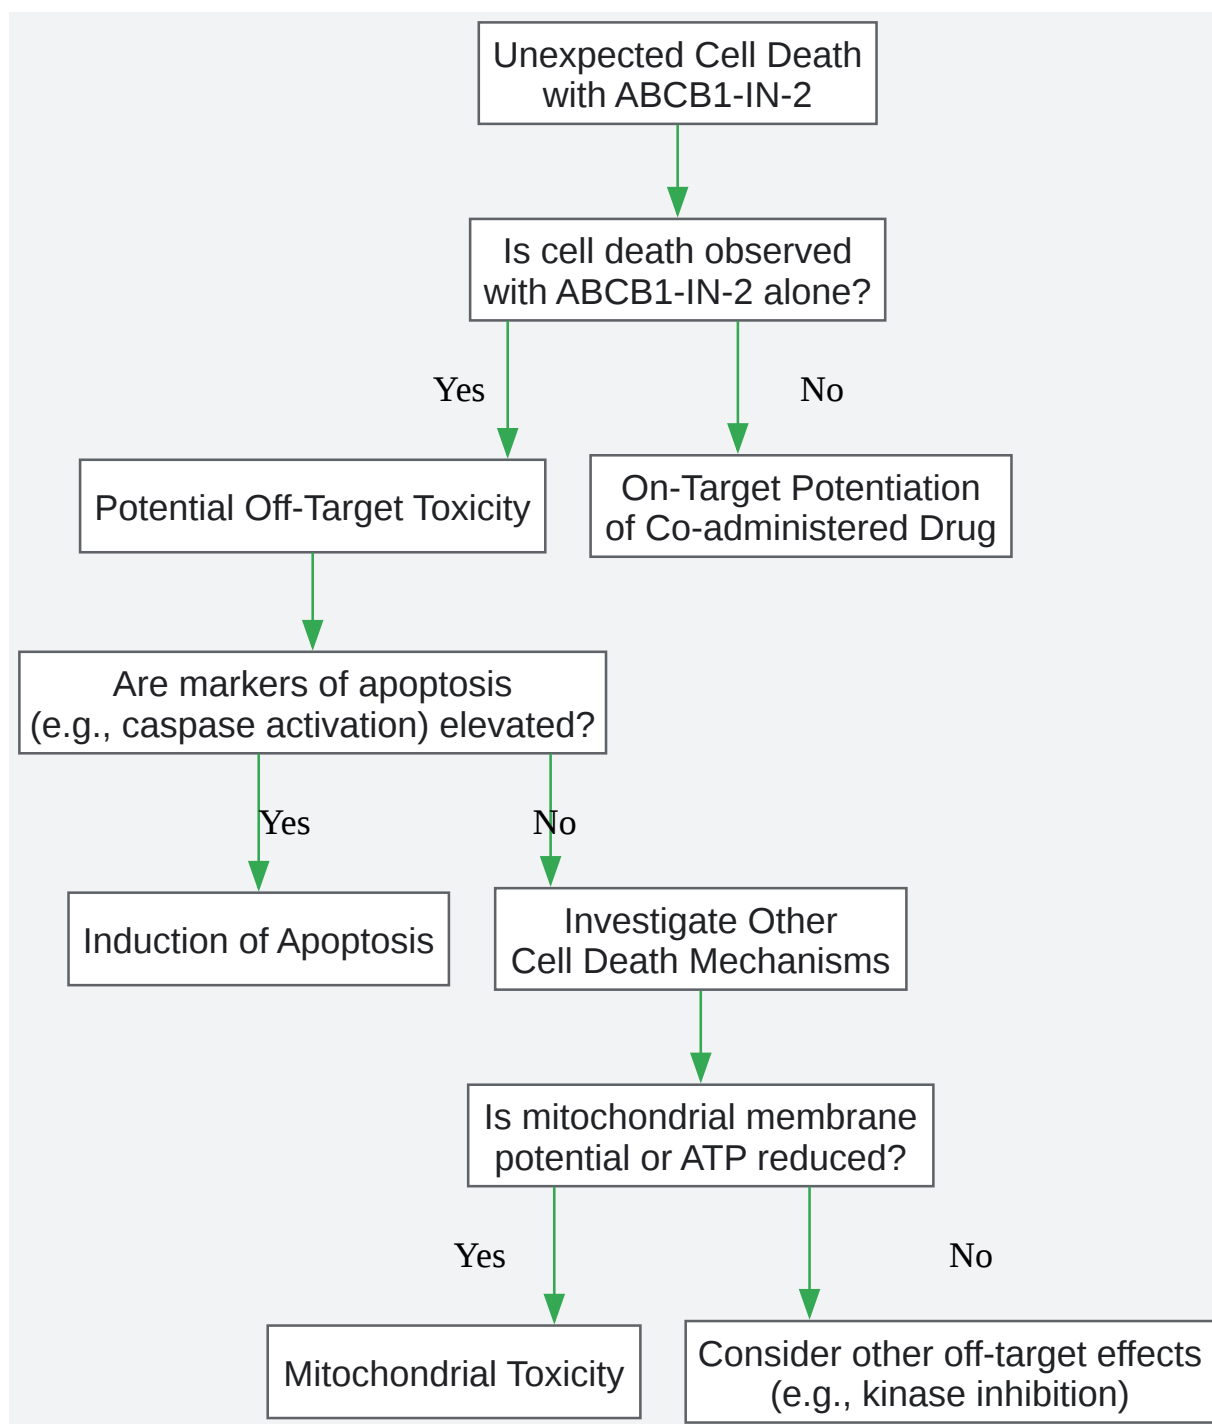 Unexpected Cell Death
with ABCB1-IN-2
Is cell death observed
with ABCB1-IN-2 alone?
Yes
No
Potential Off-Target Toxicity
On-Target Potentiation
of Co-administered Drug
Are markers of apoptosis
(e.g., caspase activation) elevated?
Yes
No
Induction of Apoptosis
Investigate Other
Cell Death Mechanisms
Is mitochondrial membrane
potential or ATP reduced?
Yes
No
Mitochondrial Toxicity
Consider other off-target effects
(e.g., kinase inhibition)